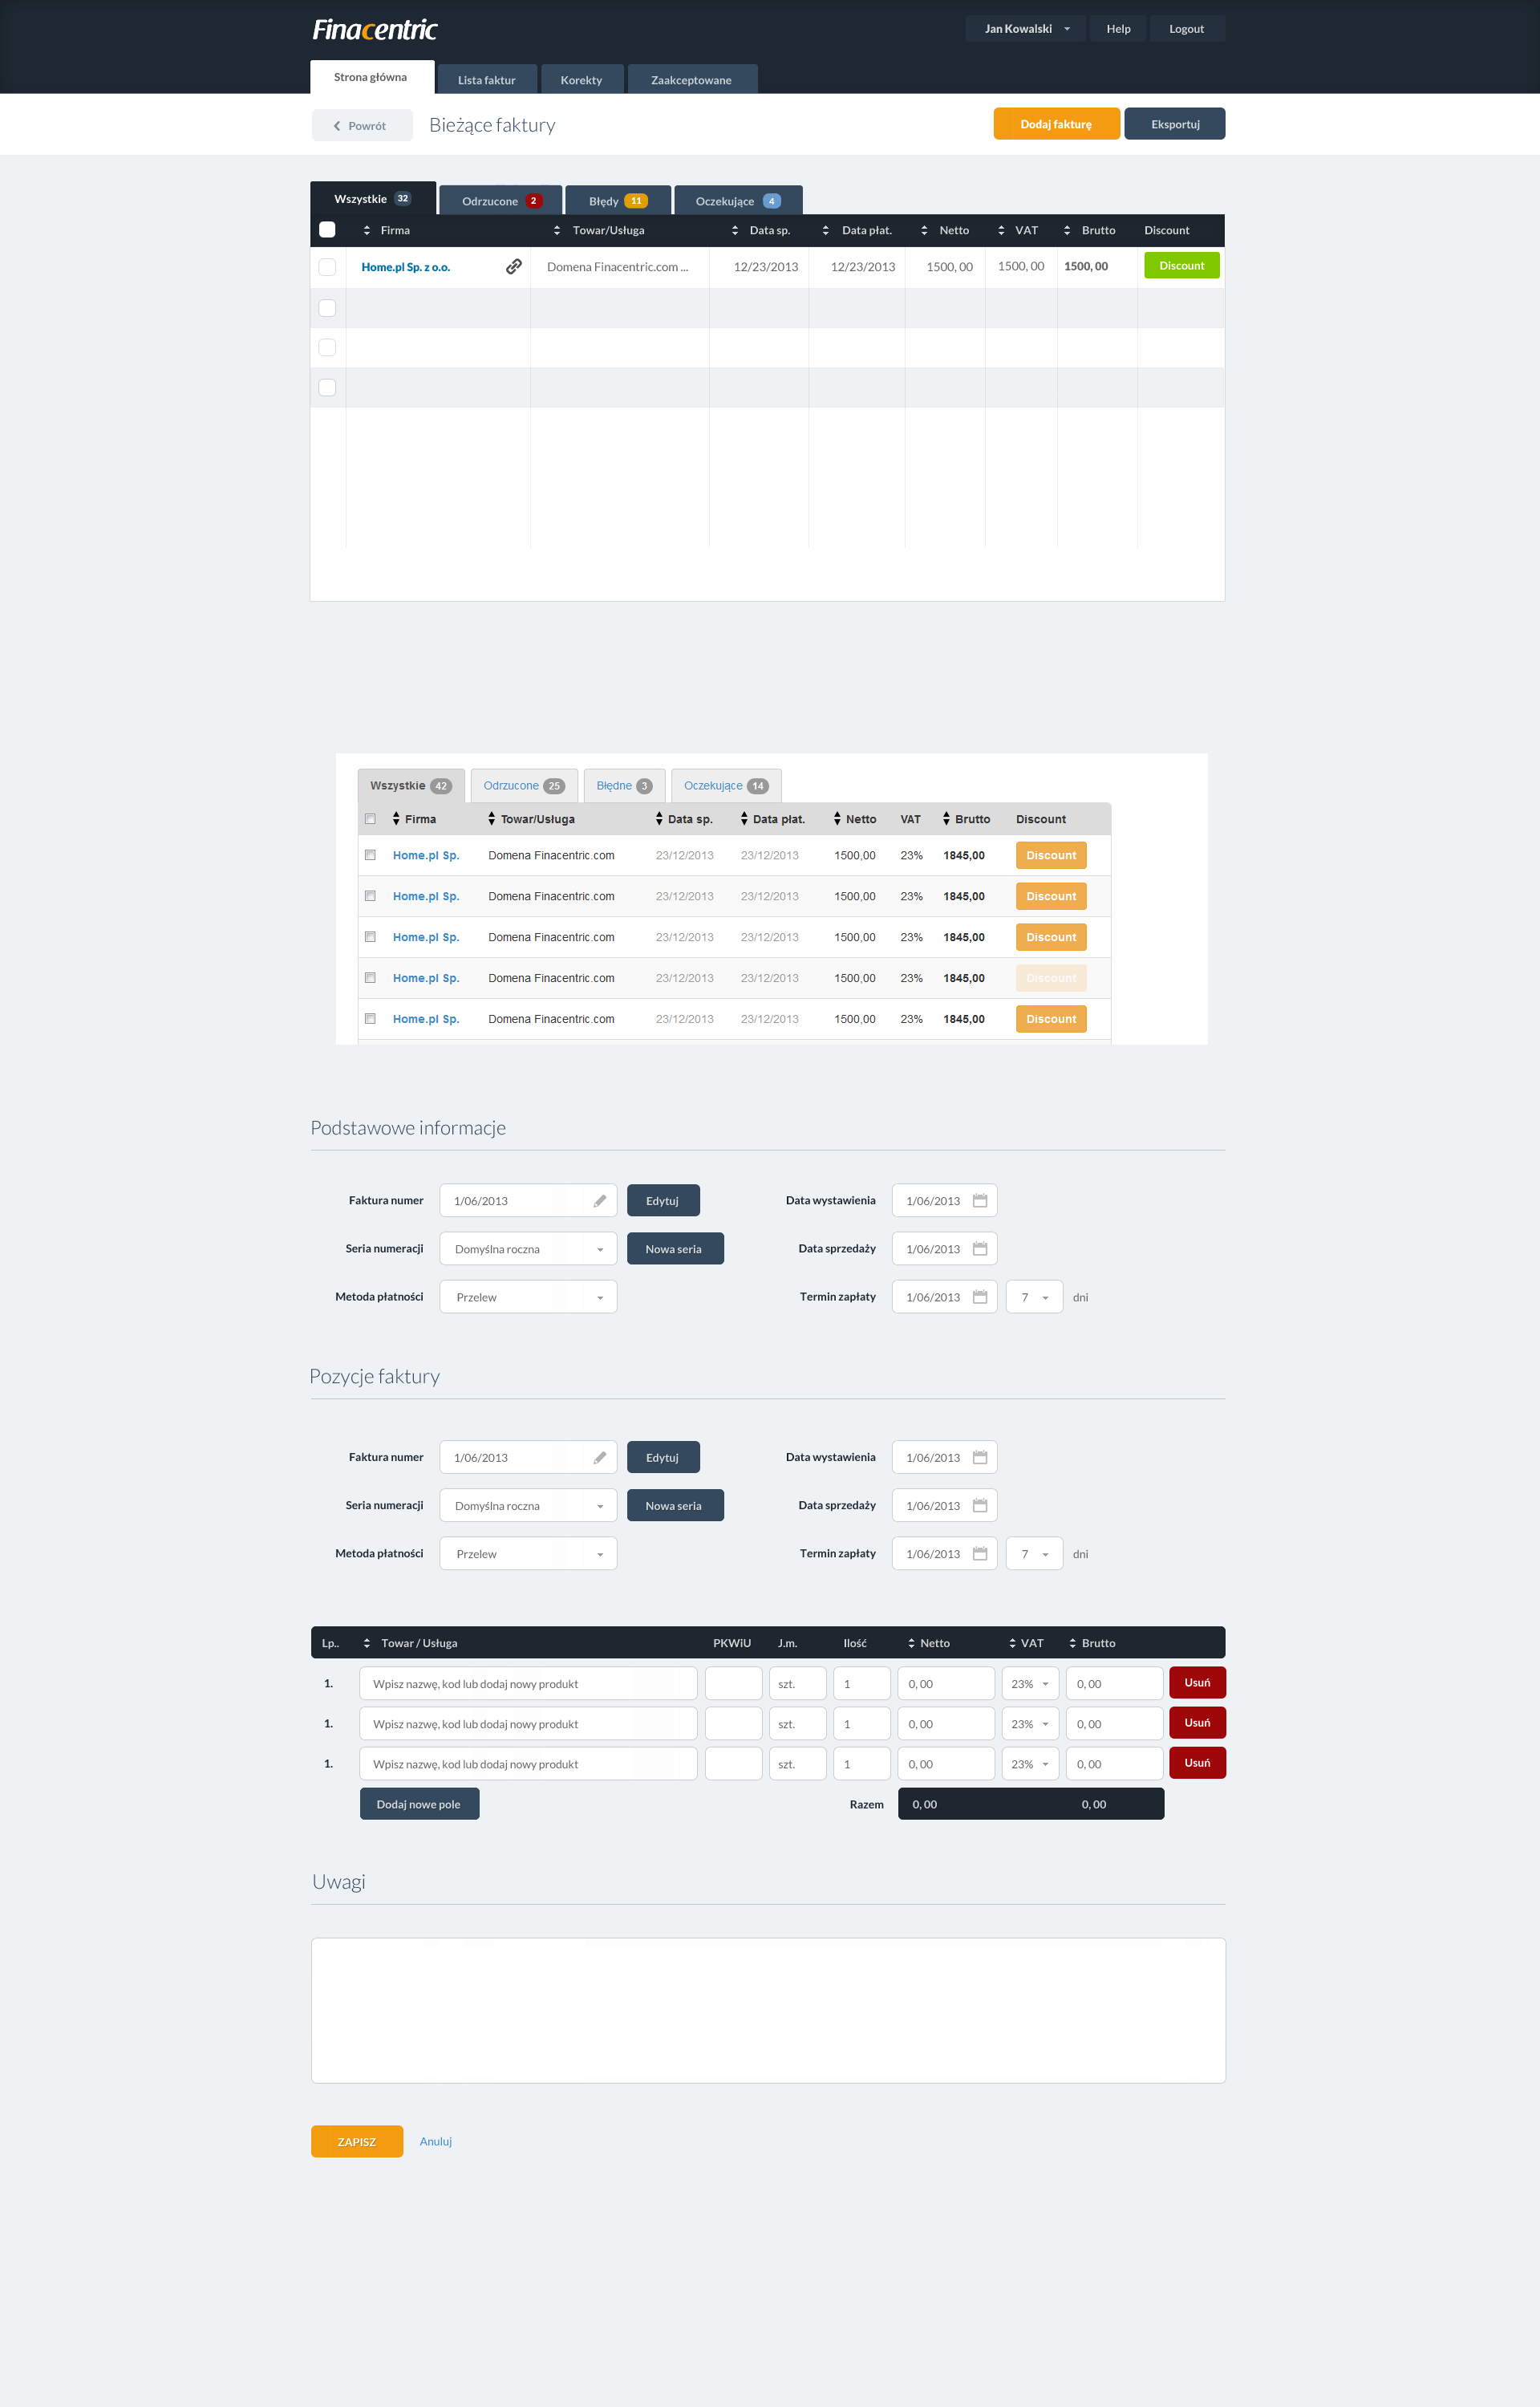 Finacentric
Jan Kowalski Help Logout
Strona główna Lista faktur Korekty Zaakceptowane
Powrót Bieżące faktury Dodaj fakturę Eksportuj
Wszystkie 32 Odrzucone 2 Błędy 11 Oczekujące 4
Firma Towar/Usługa Data sp. Data płat. Netto VAT Brutto Discount
Home.pl Sp. z o.o. Domena Finacentric.com ... 12/23/2013 12/23/2013 1500, 00 1500, 00 1500, 00 Discount
Wszystkie 42 Odrzucone 25 Błędne 3 Oczekujące 14
Firma Towar/Usługa Data sp. Data płat. Netto VAT Brutto Discount
Home.pl Sp. Domena Finacentric.com 23/12/2013 23/12/2013 1500,00 23% 1845,00 Discount
Home.pl Sp. Domena Finacentric.com 23/12/2013 23/12/2013 1500,00 23% 1845,00 Discount
Home.pl Sp. Domena Finacentric.com 23/12/2013 23/12/2013 1500,00 23% 1845,00 Discount
Home.pl Sp. Domena Finacentric.com 23/12/2013 23/12/2013 1500,00 23% 1845,00 Discount
Home.pl Sp. Domena Finacentric.com 23/12/2013 23/12/2013 1500,00 23% 1845,00 Discount
Podstawowe informacje
Faktura numer 1/06/2013 Edytuj Data wystawienia 1/06/2013
Seria numeracji Domyślna roczna Nowa seria Data sprzedaży 1/06/2013
Metoda płatności Przelew Termin zapłaty 1/06/2013 7 dni
Pozycje faktury
Faktura numer 1/06/2013 Edytuj Data wystawienia 1/06/2013
Seria numeracji Domyślna roczna Nowa seria Data sprzedaży 1/06/2013
Metoda płatności Przelew Termin zapłaty 1/06/2013 7 dni
Lp.. Towar / Usługa PKWiU J.m. Ilość Netto VAT Brutto
1. Wpisz nazwę, kod lub dodaj nowy produkt szt. 1 0, 00 23% 0, 00 Usuń
1. Wpisz nazwę, kod lub dodaj nowy produkt szt. 1 0, 00 23% 0, 00 Usuń
1. Wpisz nazwę, kod lub dodaj nowy produkt szt. 1 0, 00 23% 0, 00 Usuń
Dodaj nowe pole Razem 0, 00 0, 00
Uwagi
ZAPISZ Anuluj